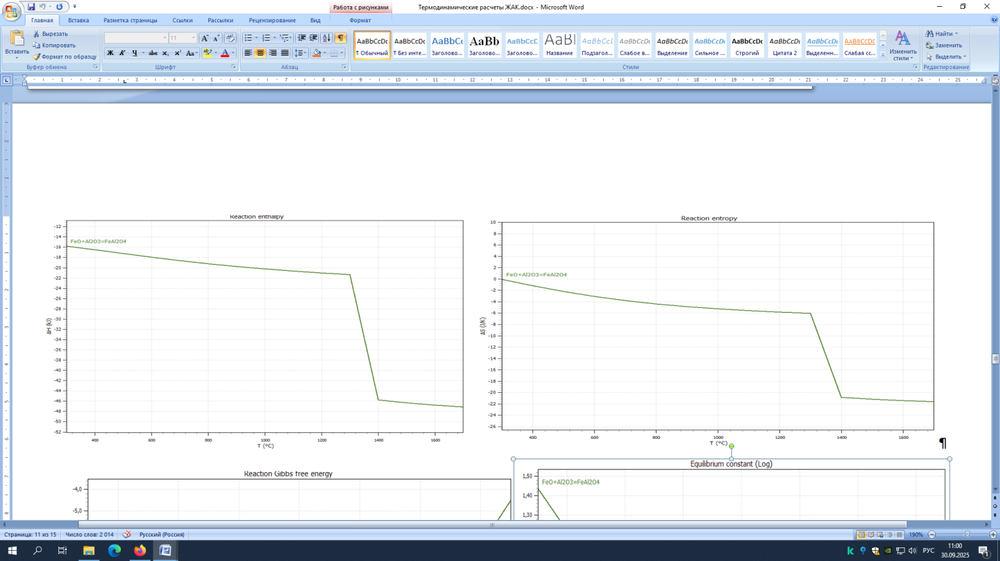 Работа с рисунками
Термодинамические расчеты ЖАК.docx - Microsoft Word
Главная Вставка Разметка страницы Ссылки Рассылки Рецензирование Вид Формат
Вставить
Вырезать
Копировать
Формат по образцу
Буфер обмена
11
Ж К Ч abc x₂ x² Aa
Шрифт
Абзац
AaBbCcDc AaBbCcDc AaBbCc AaBb AaBbCcC AaBl AaBbCcL AaBbCcDc AaBbCcDc AaBbCcDc AaBbCcDc AaBbCcDc AaBbCcDc AABBCCDD
¶ Обычный ¶ Без инте... Заголово... Заголово... Заголово... Название Подзагол... Слабое в... Выделение Сильное ... Строгий Цитата 2 Выделенн... Слабая сс...
Стили
Изменить стили
Найти
Заменить
Выделить
Редактирование
1 2 3 4 5 6 7 8 9 10 11 12 13 14 15 16 17 18 19 20 21 22 23 24 25
Reaction enthalpy
FeO+Al2O3=FeAl2O4
ΔH (kJ)
-12
-14
-16
-18
-20
-22
-24
-26
-28
-30
-32
-34
-36
-38
-40
-42
-44
-46
-48
-50
-52
400 600 800 1000 1200 1400 1600
T (°C)
Reaction entropy
FeO+Al2O3=FeAl2O4
ΔS (J/K)
10
8
6
4
2
0
-2
-4
-6
-8
-10
-12
-14
-16
-18
-20
-22
-24
-26
400 600 800 1000 1200 1400 1600
T (°C)
¶
Reaction Gibbs free energy
-4,0
-5,0
Equilibrium constant (Log)
FeO+Al2O3=FeAl2O4
1,50
1,40
1,30
Страница: 11 из 15 Число слов: 2 014 Русский (Россия)
190%
РУС
11:00
30.09.2025
1